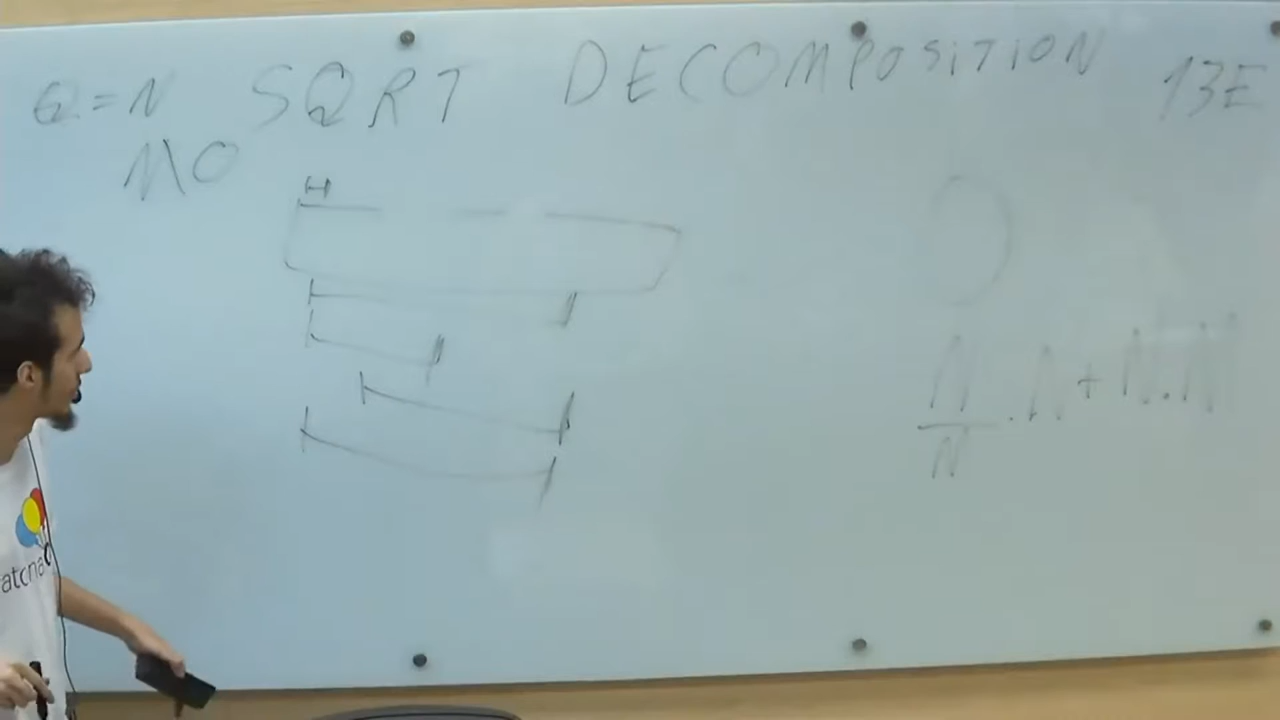 Q=N SQRT DECOMPOSITION 13E
MO
N/N . N + N.N